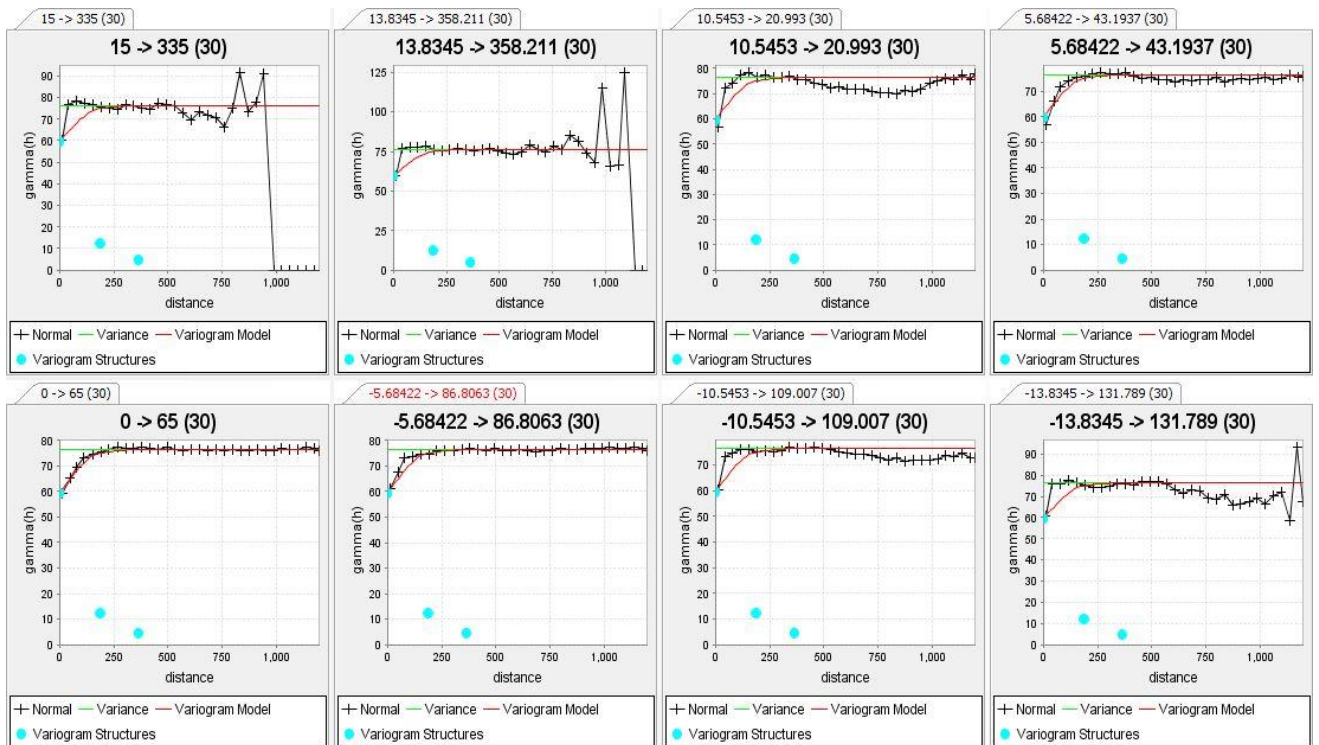 15 -> 335 (30)
15 -> 335 (30)
90
80
70
60
50
40
30
20
10
0
gamma(h)
0 250 500 750 1,000
distance
Normal Variance Variogram Model
Variogram Structures
13.8345 -> 358.211 (30)
13.8345 -> 358.211 (30)
125
100
75
50
25
0
gamma(h)
0 250 500 750 1,000
distance
Normal Variance Variogram Model
Variogram Structures
10.5453 -> 20.993 (30)
10.5453 -> 20.993 (30)
80
70
60
50
40
30
20
10
0
gamma(h)
0 250 500 750 1,000
distance
Normal Variance Variogram Model
Variogram Structures
5.68422 -> 43.1937 (30)
5.68422 -> 43.1937 (30)
70
60
50
40
30
20
10
0
gamma(h)
0 250 500 750 1,000
distance
Normal Variance Variogram Model
Variogram Structures
0 -> 65 (30)
0 -> 65 (30)
80
70
60
50
40
30
20
10
0
gamma(h)
0 250 500 750 1,000
distance
Normal Variance Variogram Model
Variogram Structures
-5.68422 -> 86.8063 (30)
-5.68422 -> 86.8063 (30)
80
70
60
50
40
30
20
10
0
gamma(h)
0 250 500 750 1,000
distance
Normal Variance Variogram Model
Variogram Structures
-10.5453 -> 109.007 (30)
-10.5453 -> 109.007 (30)
70
60
50
40
30
20
10
0
gamma(h)
0 250 500 750 1,000
distance
Normal Variance Variogram Model
Variogram Structures
-13.8345 -> 131.789 (30)
-13.8345 -> 131.789 (30)
90
80
70
60
50
40
30
20
10
0
gamma(h)
0 250 500 750 1,000
distance
Normal Variance Variogram Model
Variogram Structures